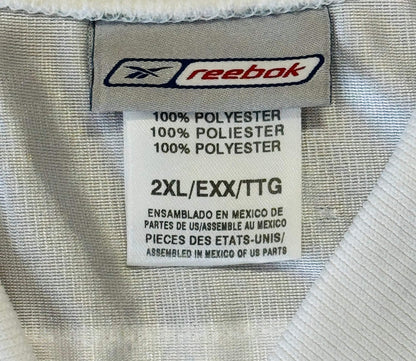 reebok
100% POLYESTER
100% POLIESTER
100% POLYESTER
2XL/EXX/TTG
ENSAMBLADO EN MEXICO DE
PARTES DE US/ASSEMBLE AU MEXIQUE
PIECES DES ETATS-UNIS/
ASSEMBLED IN MEXICO OF US PARTS